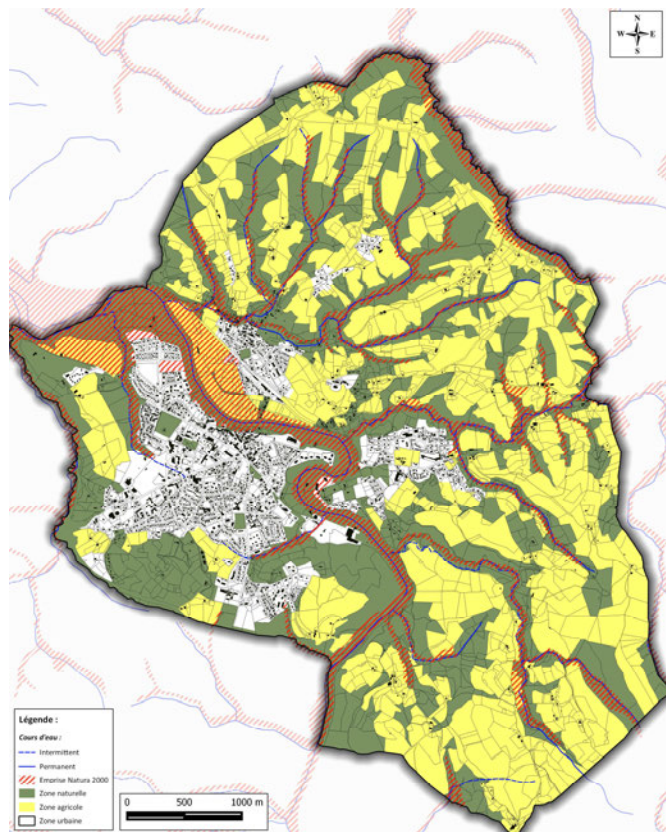 N
W E
S
Légende :
Cours d'eau :
Intermittent
Permanent
Emprise Natura 2000
Zone naturelle
Zone agricole
Zone urbaine
0 500 1000 m